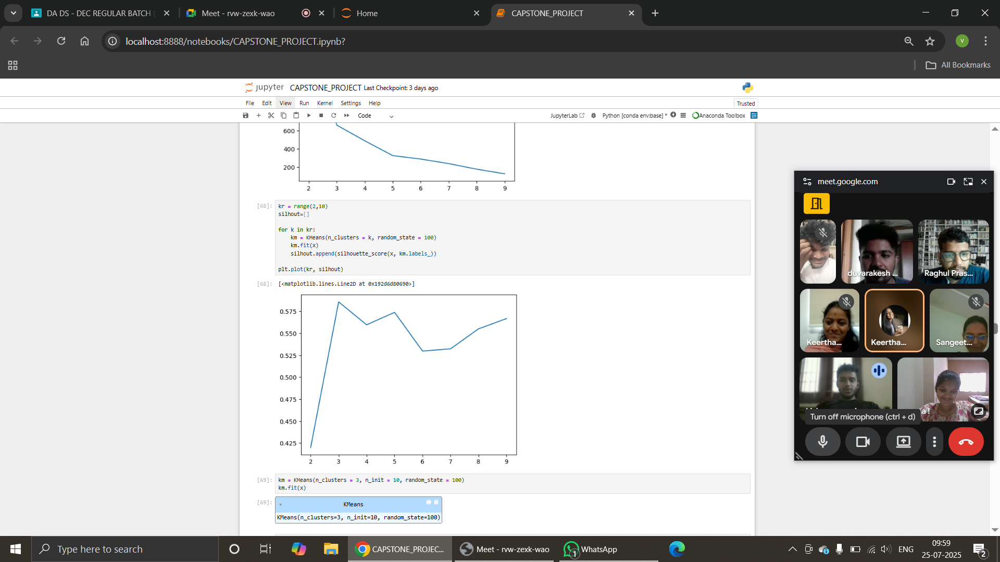 DA DS - DEC REGULAR BATCH (
Meet - rvw-zexk-wao
Home
CAPSTONE_PROJECT
localhost:8888/notebooks/CAPSTONE_PROJECT.ipynb?
V
All Bookmarks
jupyter CAPSTONE_PROJECT Last Checkpoint: 3 days ago
File Edit View Run Kernel Settings Help
Trusted
Code
JupyterLab
Python [conda env:base] *
Anaconda Toolbox
600
400
200
2 3 4 5 6 7 8 9
[68]:
kr = range(2,10)
silhout=[]
for k in kr:
km = KMeans(n_clusters = k, random_state = 100)
km.fit(x)
silhout.append(silhouette_score(x, km.labels_))
plt.plot(kr, silhout)
[68]: [<matplotlib.lines.Line2D at 0x192d6d80690>]
0.575
0.550
0.525
0.500
0.475
0.450
0.425
2 3 4 5 6 7 8 9
[69]:
km = KMeans(n_clusters = 3, n_init = 10, random_state = 100)
km.fit(x)
[69]:
KMeans
KMeans(n_clusters=3, n_init=10, random_state=100)
meet.google.com
duvarakesh ...
Raghul Pras...
Keertha...
Keertha...
Sangeet...
a !
Turn off microphone (ctrl + d)
Type here to search
CAPSTONE_PROJEC...
Meet - rvw-zexk-wao
1
WhatsApp
ENG
09:59
25-07-2025
2